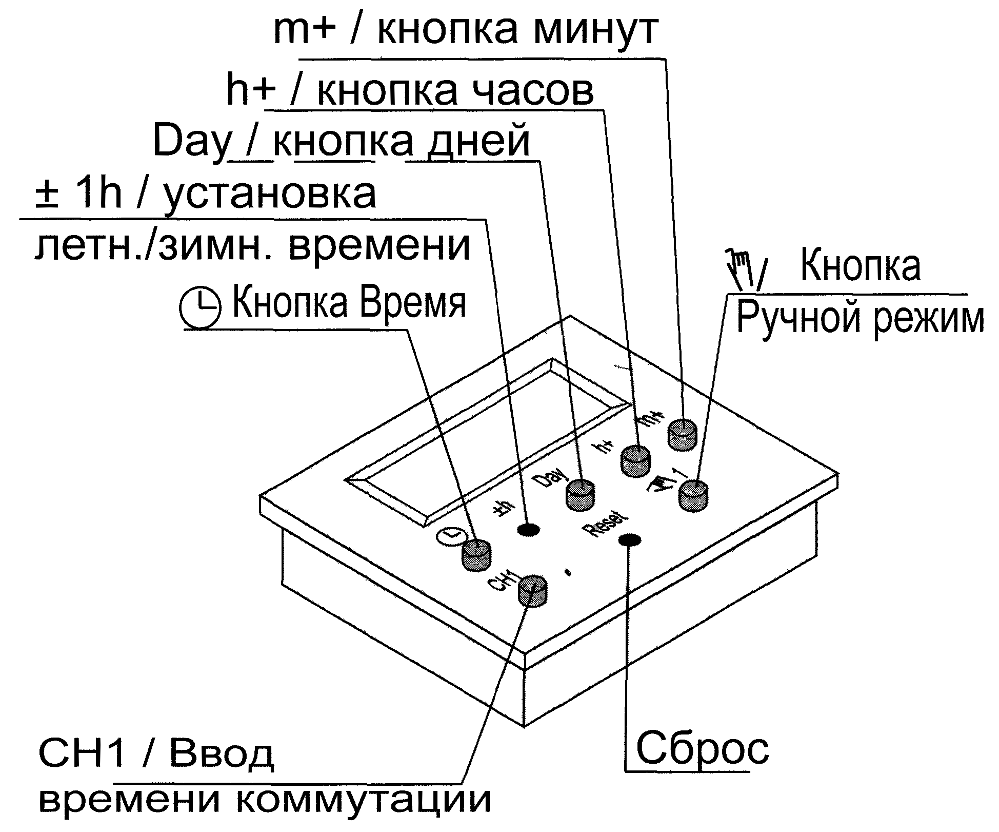 m+ / кнопка минут
h+ / кнопка часов
Day / кнопка дней
± 1h / установка
летн./зимн. времени
Кнопка Время
/ Кнопка
Ручной режим
m+
h+
1
Day
±h
Reset
CH1
CH1 / Ввод
времени коммутации
Сброс